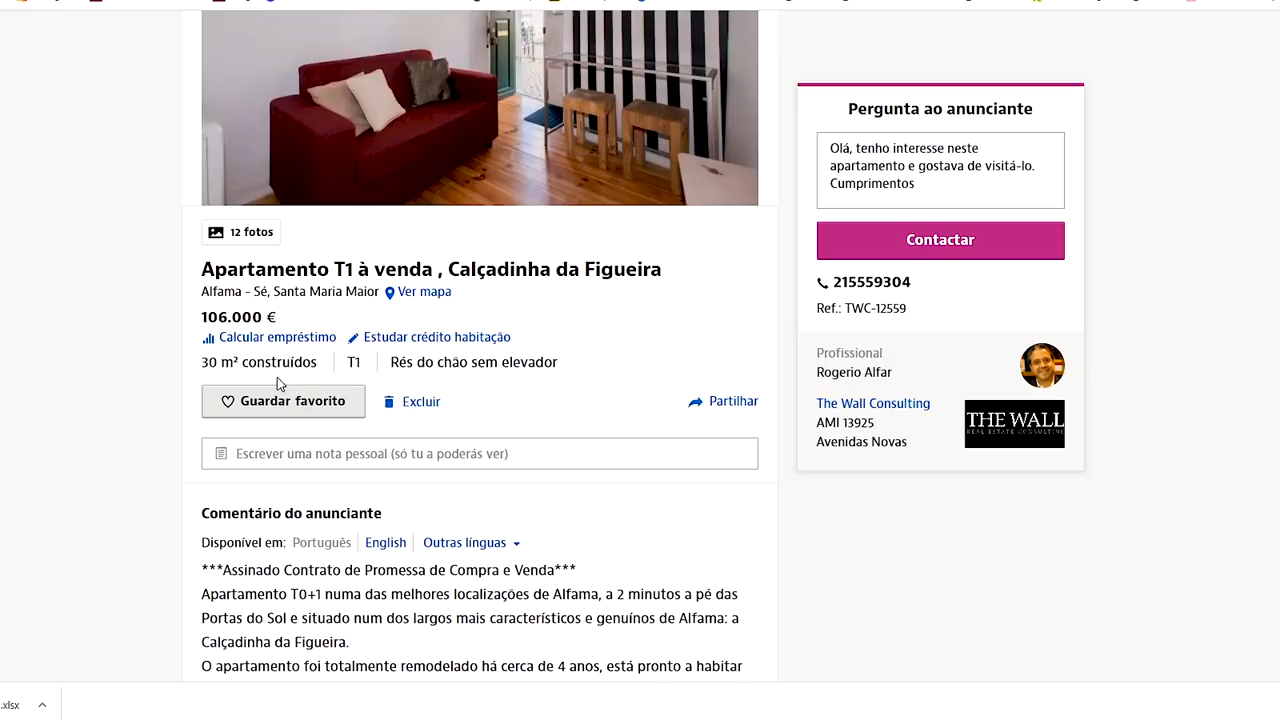 12 fotos
Apartamento T1 à venda , Calçadinha da Figueira
Alfama - Sé, Santa Maria Maior Ver mapa
106.000 €
Calcular empréstimo Estudar crédito habitação
30 m² construídos T1 Rés do chão sem elevador
Guardar favorito Excluir Partilhar
Escrever uma nota pessoal (só tu a poderás ver)
Comentário do anunciante
Disponível em: Português English Outras línguas
***Assinado Contrato de Promessa de Compra e Venda***
Apartamento T0+1 numa das melhores localizações de Alfama, a 2 minutos a pé das
Portas do Sol e situado num dos largos mais característicos e genuínos de Alfama: a
Calçadinha da Figueira.
O apartamento foi totalmente remodelado há cerca de 4 anos, está pronto a habitar
Pergunta ao anunciante
Olá, tenho interesse neste
apartamento e gostava de visitá-lo.
Cumprimentos
Contactar
215559304
Ref.: TWC-12559
Profissional
Rogerio Alfar
The Wall Consulting
AMI 13925
Avenidas Novas
THE WALL
REAL ESTATE CONSULTING
.xlsx